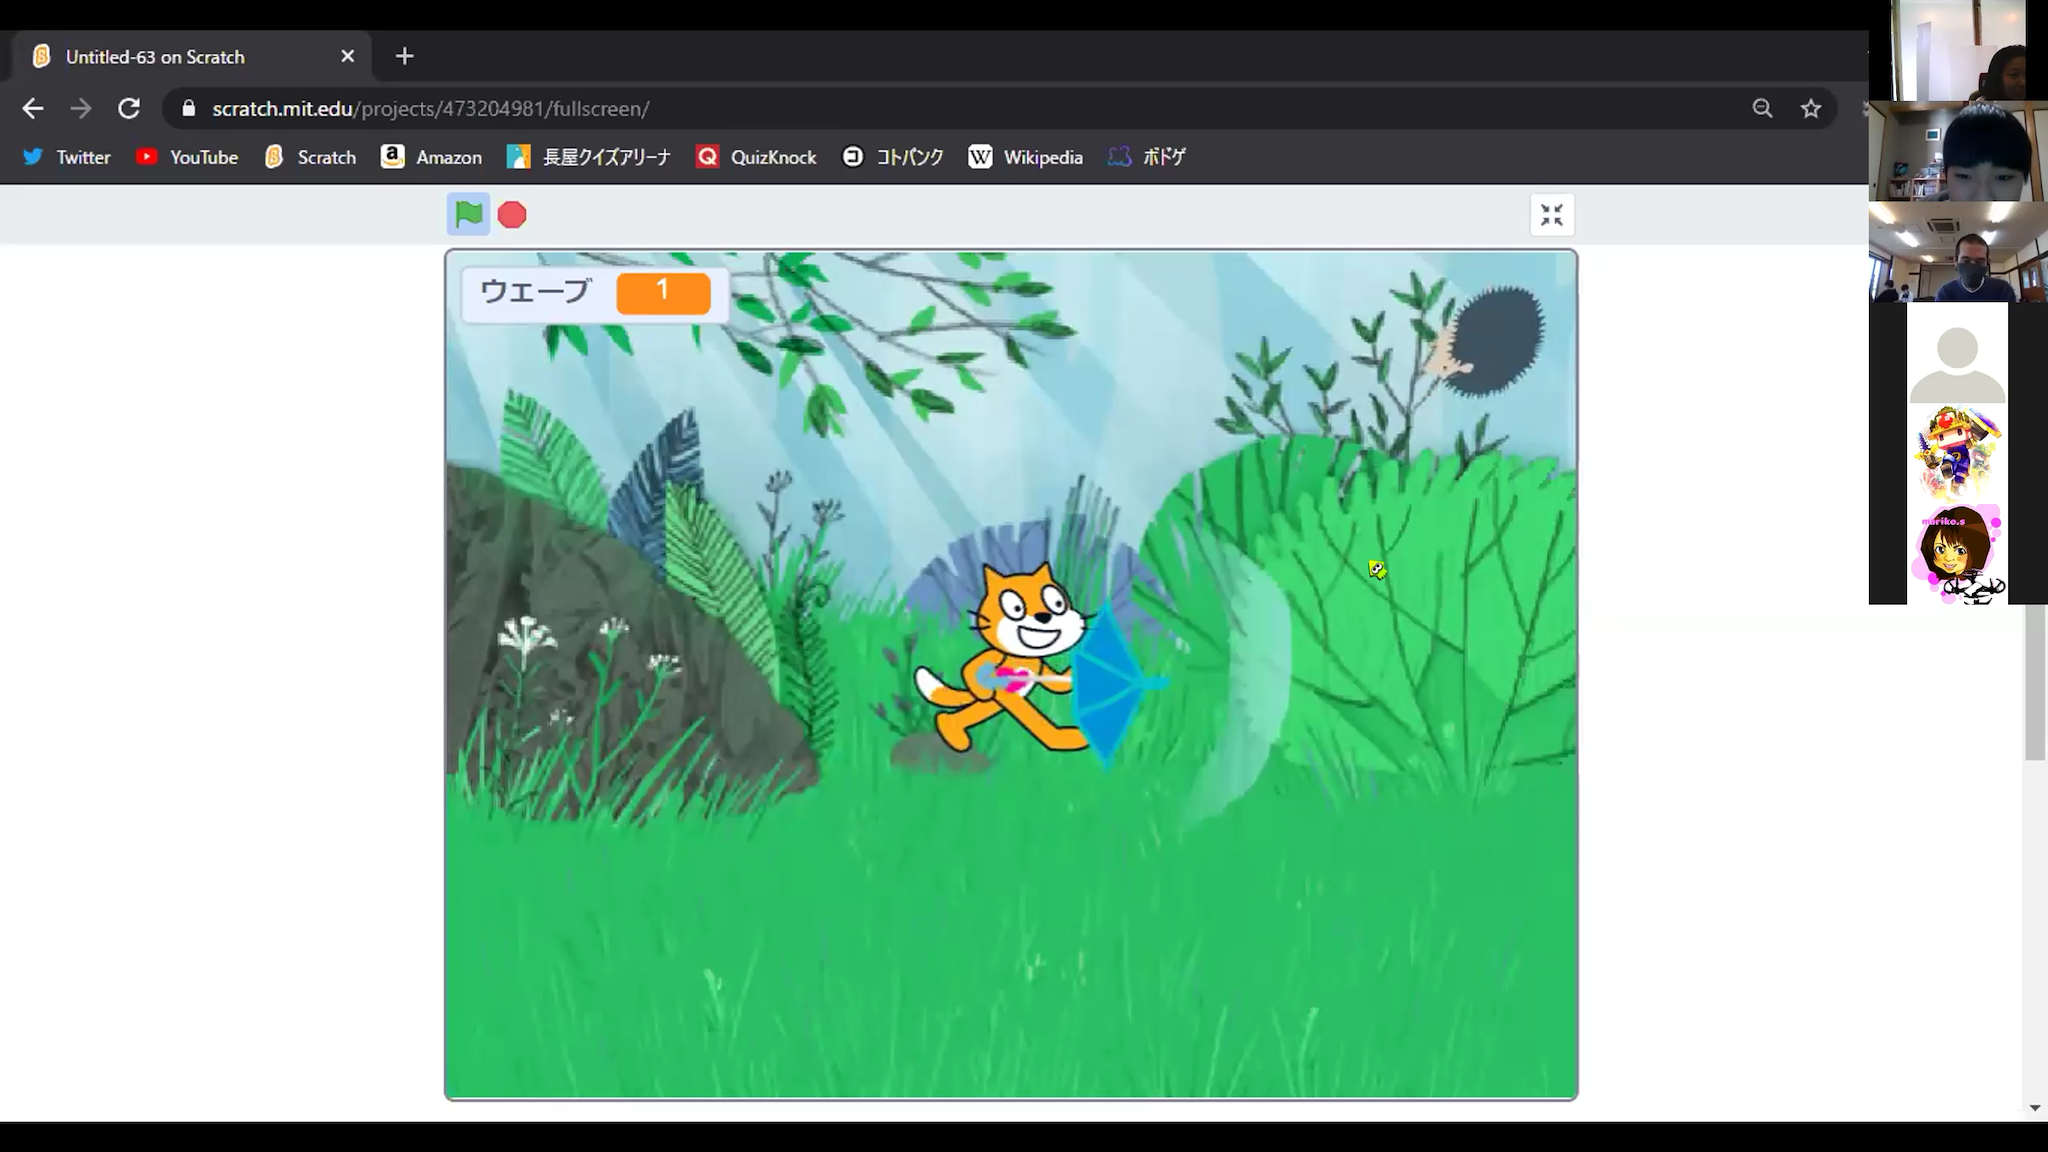 Untitled-63 on Scratch
scratch.mit.edu/projects/473204981/fullscreen/
Twitter YouTube Scratch Amazon 長屋クイズアリーナ QuizKnock コトバンク Wikipedia ボドゲ
ウェーブ 1
mariko.s